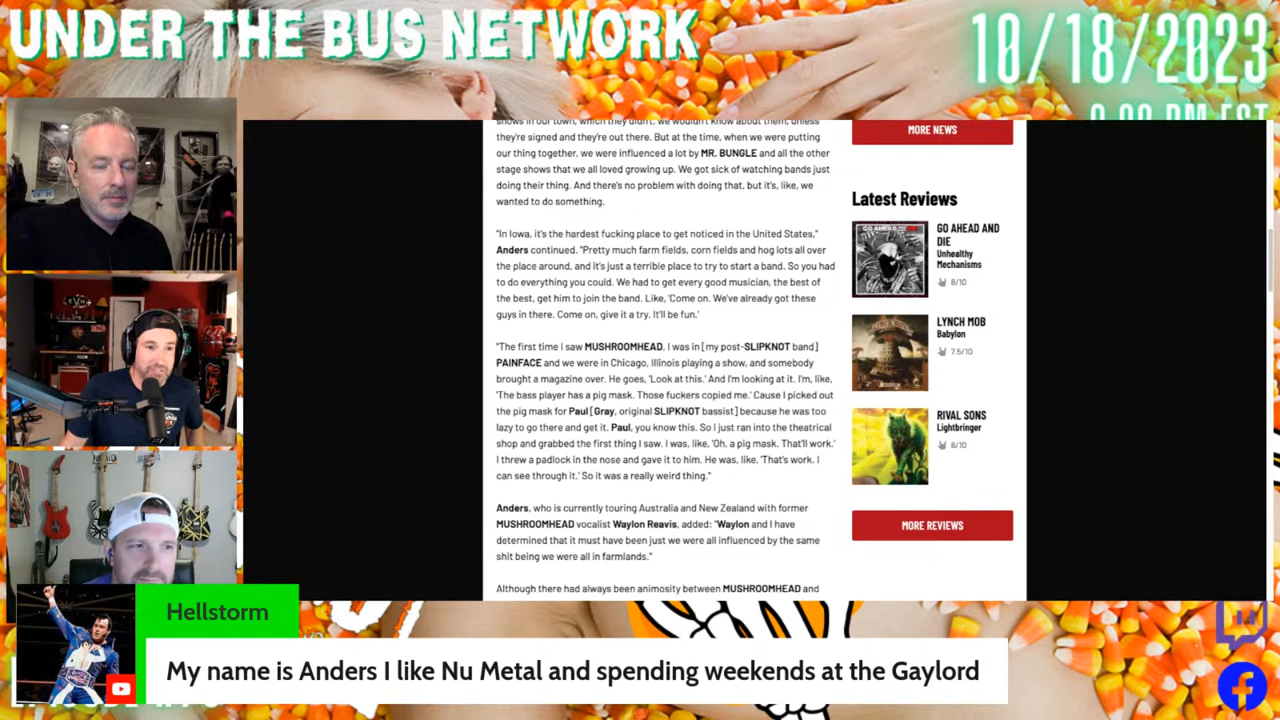 UNDER THE BUS NETWORK
10/18/2023
shows in our town, which they didn't, we wouldn't know about them, unless
they're signed and they're out there. But at the time, when we were putting
our thing together, we were influenced a lot by MR. BUNGLE and all the other
stage shows that we all loved growing up. We got sick of watching bands just
doing their thing. And there's no problem with doing that, but it's, like, we
wanted to do something.
"In Iowa, it's the hardest fucking place to get noticed in the United States,"
Anders continued. "Pretty much farm fields, corn fields and hog lots all over
the place around, and it's just a terrible place to try to start a band. So you had
to do everything you could. We had to get every good musician, the best of
the best, get him to join the band. Like, 'Come on. We've already got these
guys in there. Come on, give it a try. It'll be fun.'
"The first time I saw MUSHROOMHEAD, I was in [my post-SLIPKNOT band]
PAINFACE and we were in Chicago, Illinois playing a show, and somebody
brought a magazine over. He goes, 'Look at this.' And I'm looking at it. I'm, like,
'The bass player has a pig mask. Those fuckers copied me.' Cause I picked out
the pig mask for Paul [Gray, original SLIPKNOT bassist] because he was too
lazy to go there and get it. Paul, you know this. So I just ran into the theatrical
shop and grabbed the first thing I saw. I was, like, 'Oh, a pig mask. That'll work.'
I threw a padlock in the nose and gave it to him. He was, like, 'That's work. I
can see through it.' So it was a really weird thing."
Anders, who is currently touring Australia and New Zealand with former
MUSHROOMHEAD vocalist Waylon Reavis, added: "Waylon and I have
determined that it must have been just we were all influenced by the same
shit being we were all in farmlands."
Although there had always been animosity between MUSHROOMHEAD and
MORE NEWS
Latest Reviews
GO AHEAD AND
DIE
Unhealthy
Mechanisms
8/10
LYNCH MOB
Babylon
7.5/10
RIVAL SONS
Lightbringer
8/10
MORE REVIEWS
Hellstorm
My name is Anders I like Nu Metal and spending weekends at the Gaylord